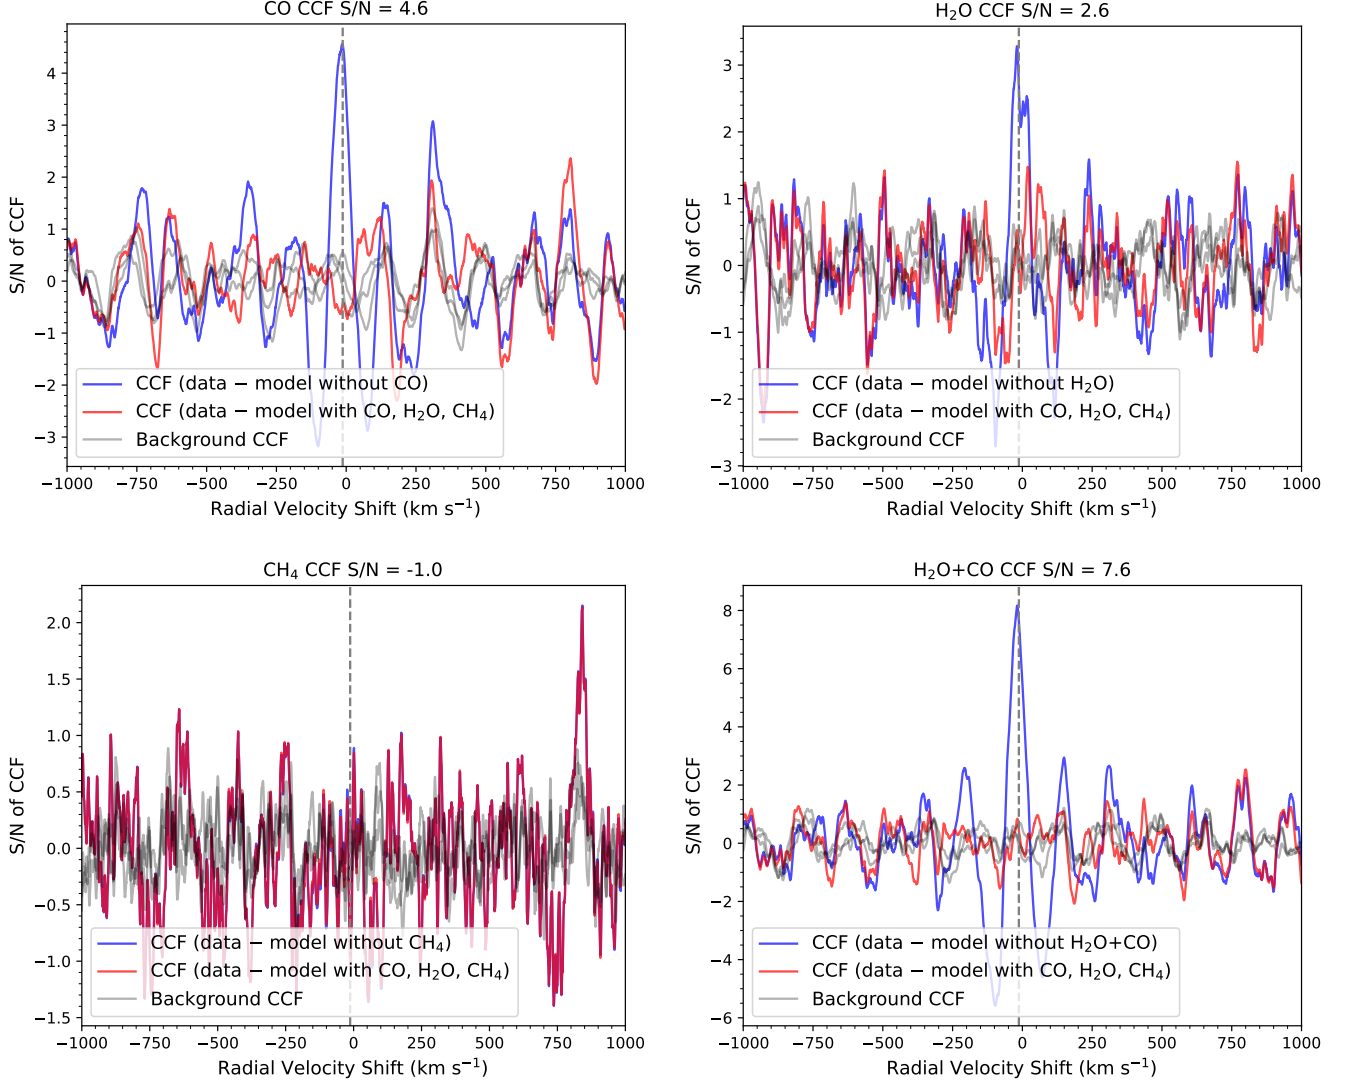 CO CCF S/N = 4.6
S/N of CCF
4
3
2
1
0
−1
−2
−3
CCF (data − model without CO)
CCF (data − model with CO, H₂O, CH₄)
Background CCF
−1000 −750 −500 −250 0 250 500 750 1000
Radial Velocity Shift (km s⁻¹)
H₂O CCF S/N = 2.6
S/N of CCF
3
2
1
0
−1
−2
−3
CCF (data − model without H₂O)
CCF (data − model with CO, H₂O, CH₄)
Background CCF
−1000 −750 −500 −250 0 250 500 750 1000
Radial Velocity Shift (km s⁻¹)
CH₄ CCF S/N = -1.0
S/N of CCF
2.0
1.5
1.0
0.5
0.0
−0.5
−1.0
−1.5
CCF (data − model without CH₄)
CCF (data − model with CO, H₂O, CH₄)
Background CCF
−1000 −750 −500 −250 0 250 500 750 1000
Radial Velocity Shift (km s⁻¹)
H₂O+CO CCF S/N = 7.6
S/N of CCF
8
6
4
2
0
−2
−4
−6
CCF (data − model without H₂O+CO)
CCF (data − model with CO, H₂O, CH₄)
Background CCF
−1000 −750 −500 −250 0 250 500 750 1000
Radial Velocity Shift (km s⁻¹)